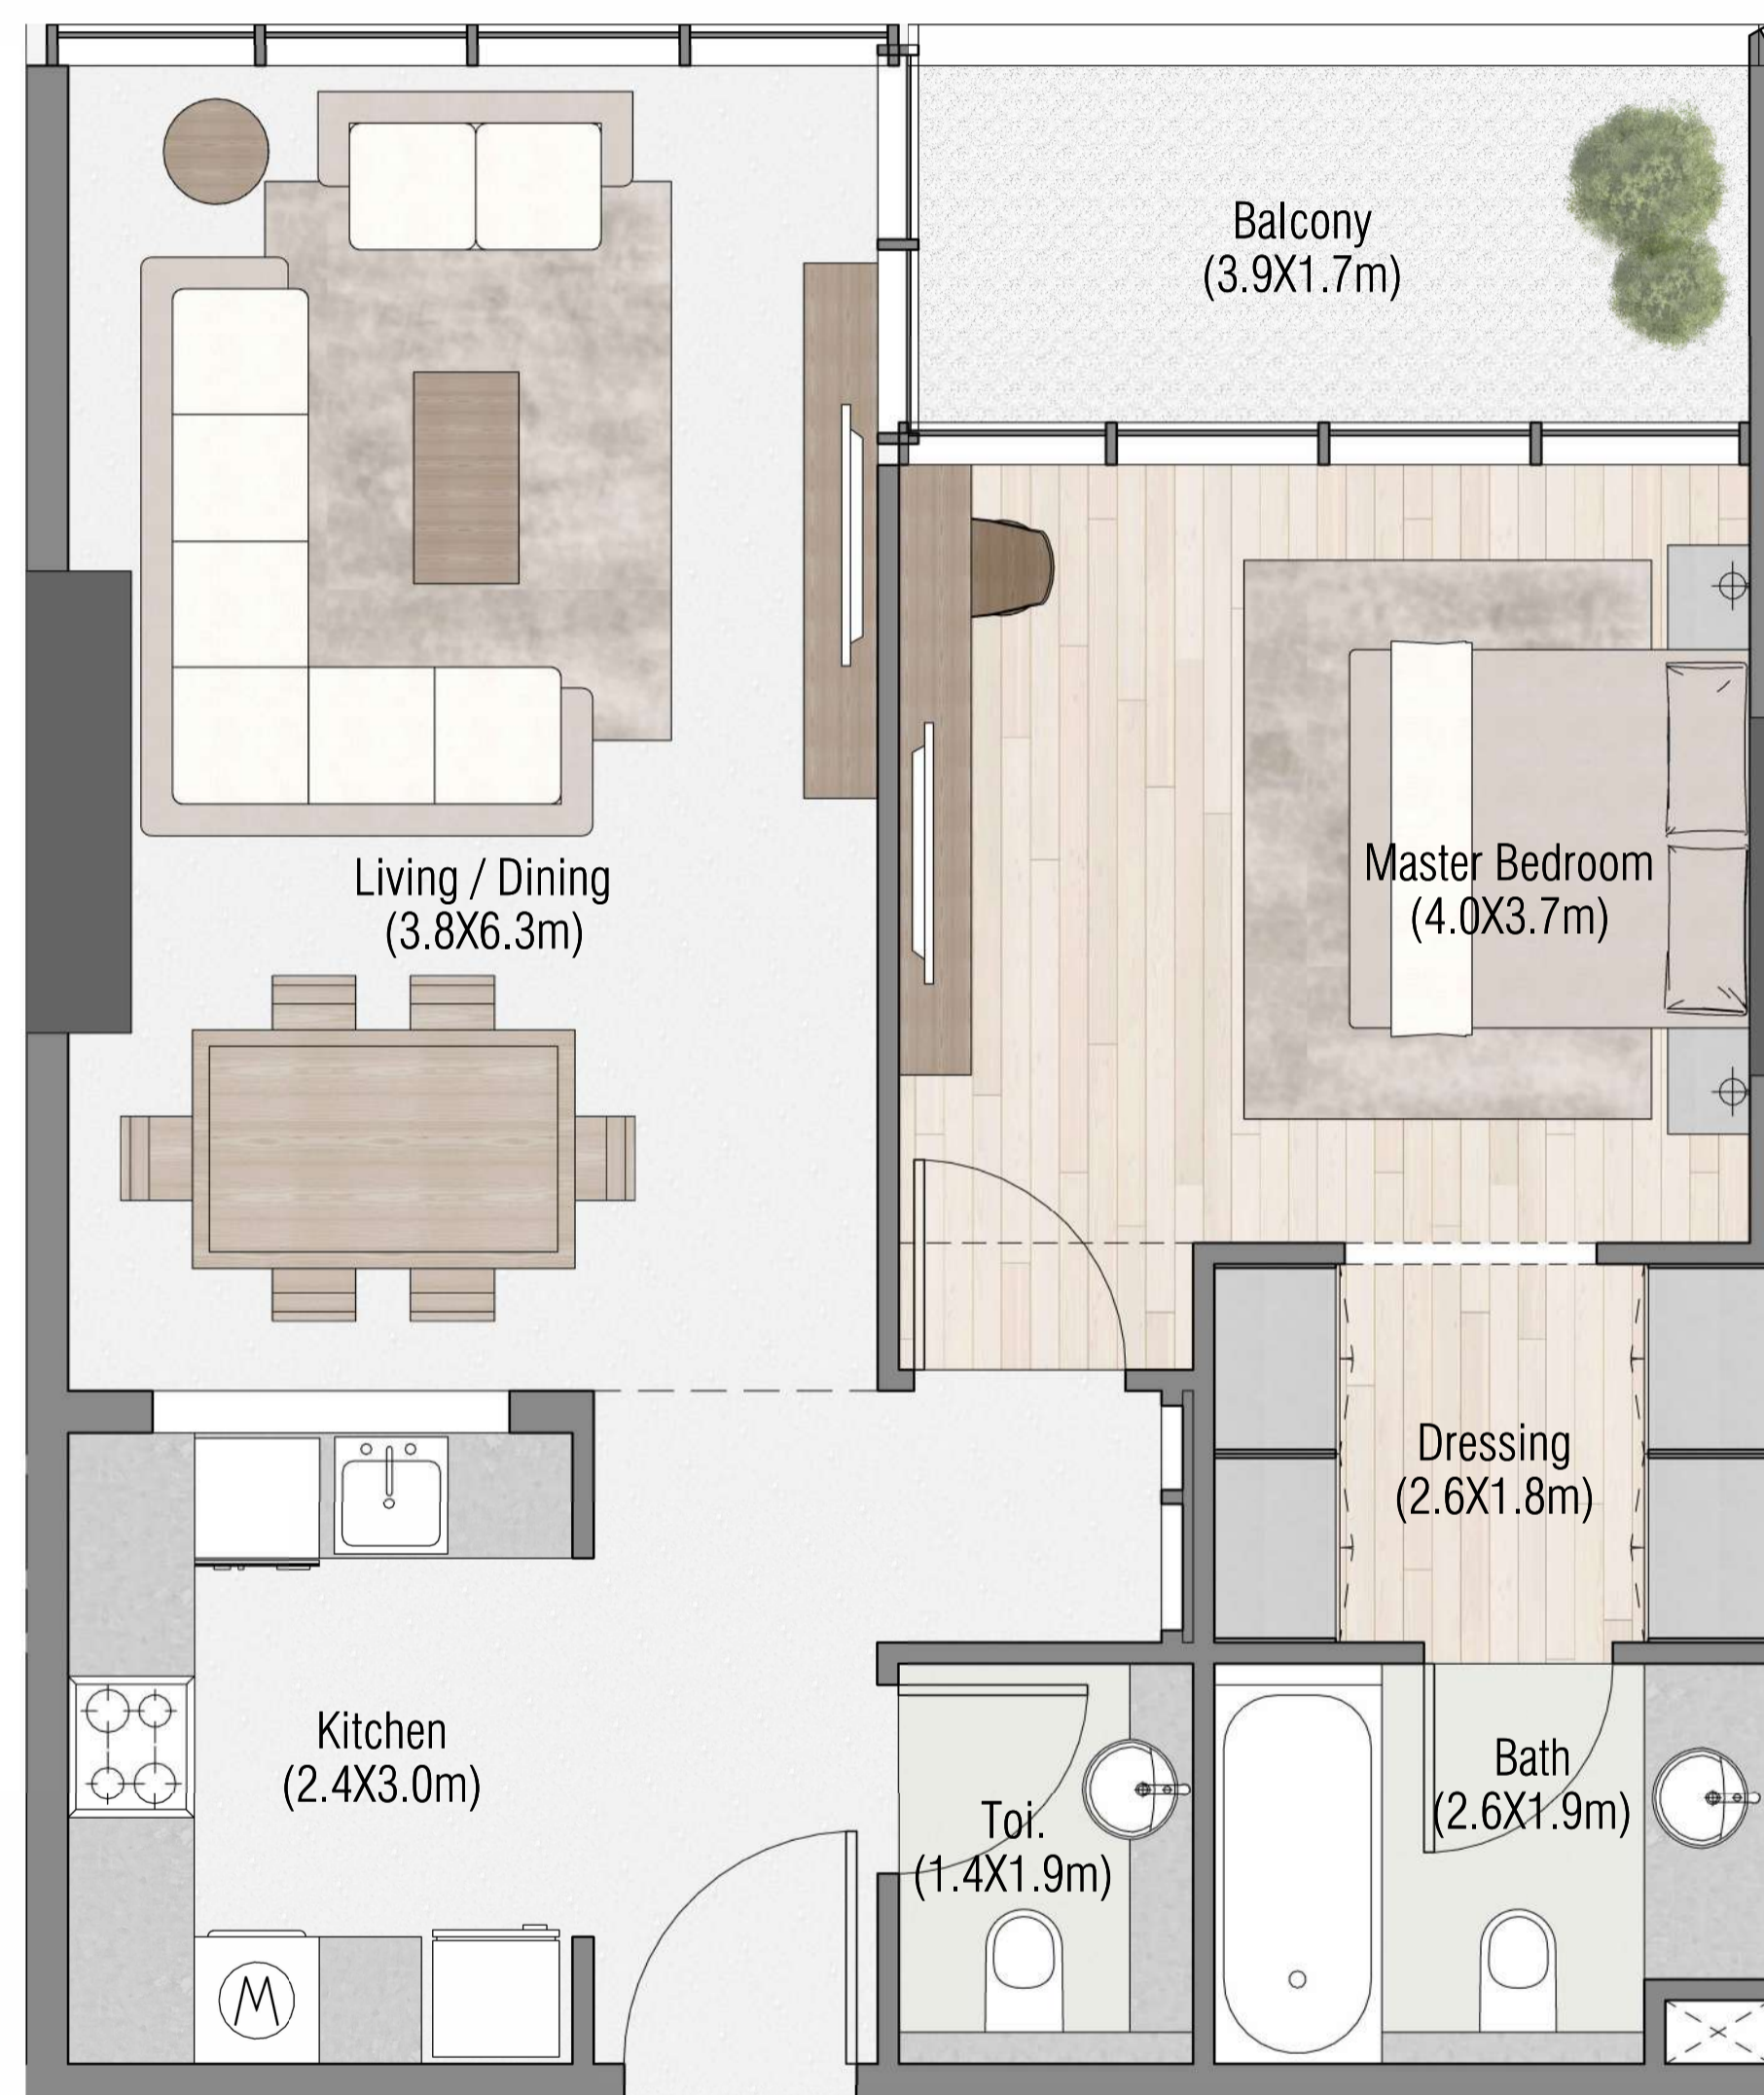 Balcony
(3.9X1.7m)
Living / Dining
(3.8X6.3m)
Master Bedroom
(4.0X3.7m)
Dressing
(2.6X1.8m)
Kitchen
(2.4X3.0m)
Toi.
(1.4X1.9m)
Bath
(2.6X1.9m)
M